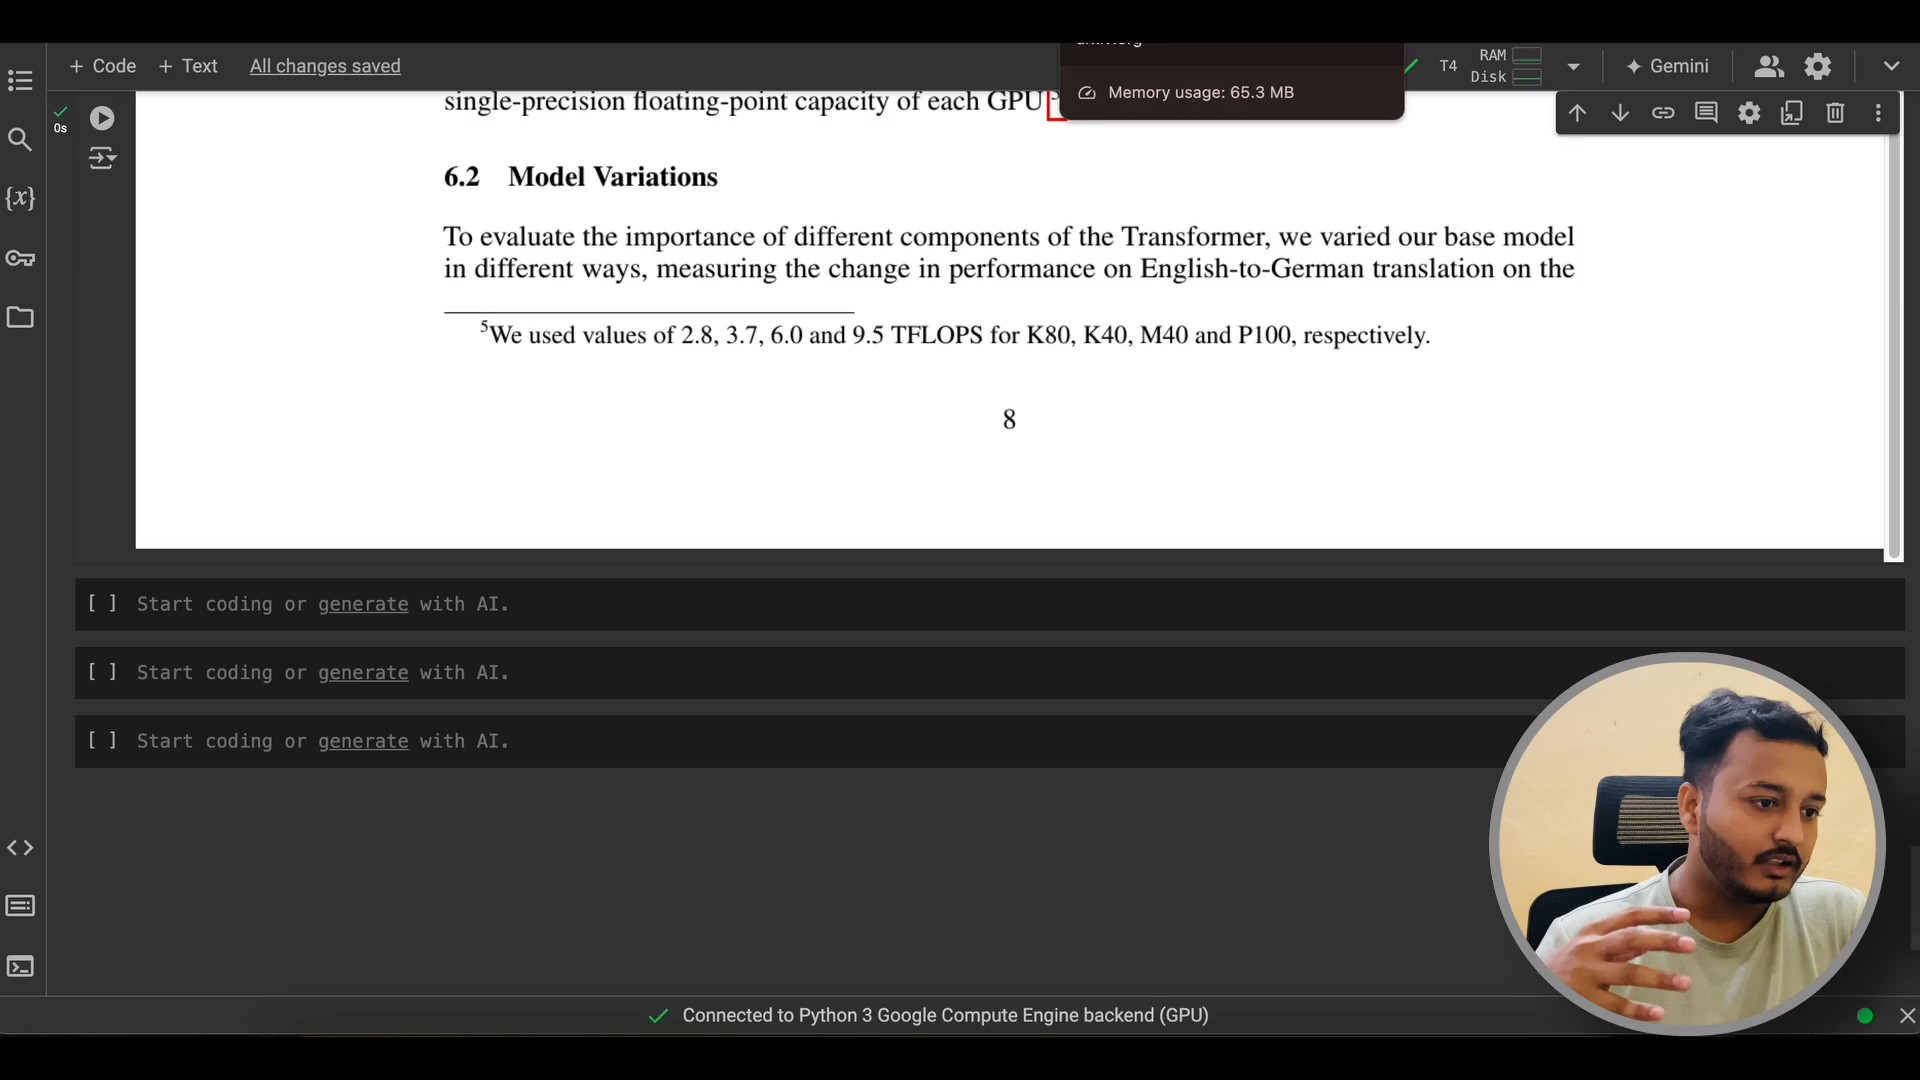 + Code + Text All changes saved
T4 RAM Disk Gemini
Memory usage: 65.3 MB
0s
single-precision floating-point capacity of each GPU
6.2 Model Variations
To evaluate the importance of different components of the Transformer, we varied our base model
in different ways, measuring the change in performance on English-to-German translation on the
5We used values of 2.8, 3.7, 6.0 and 9.5 TFLOPS for K80, K40, M40 and P100, respectively.
8
{x}
[ ] Start coding or generate with AI.
[ ] Start coding or generate with AI.
[ ] Start coding or generate with AI.
Connected to Python 3 Google Compute Engine backend (GPU)